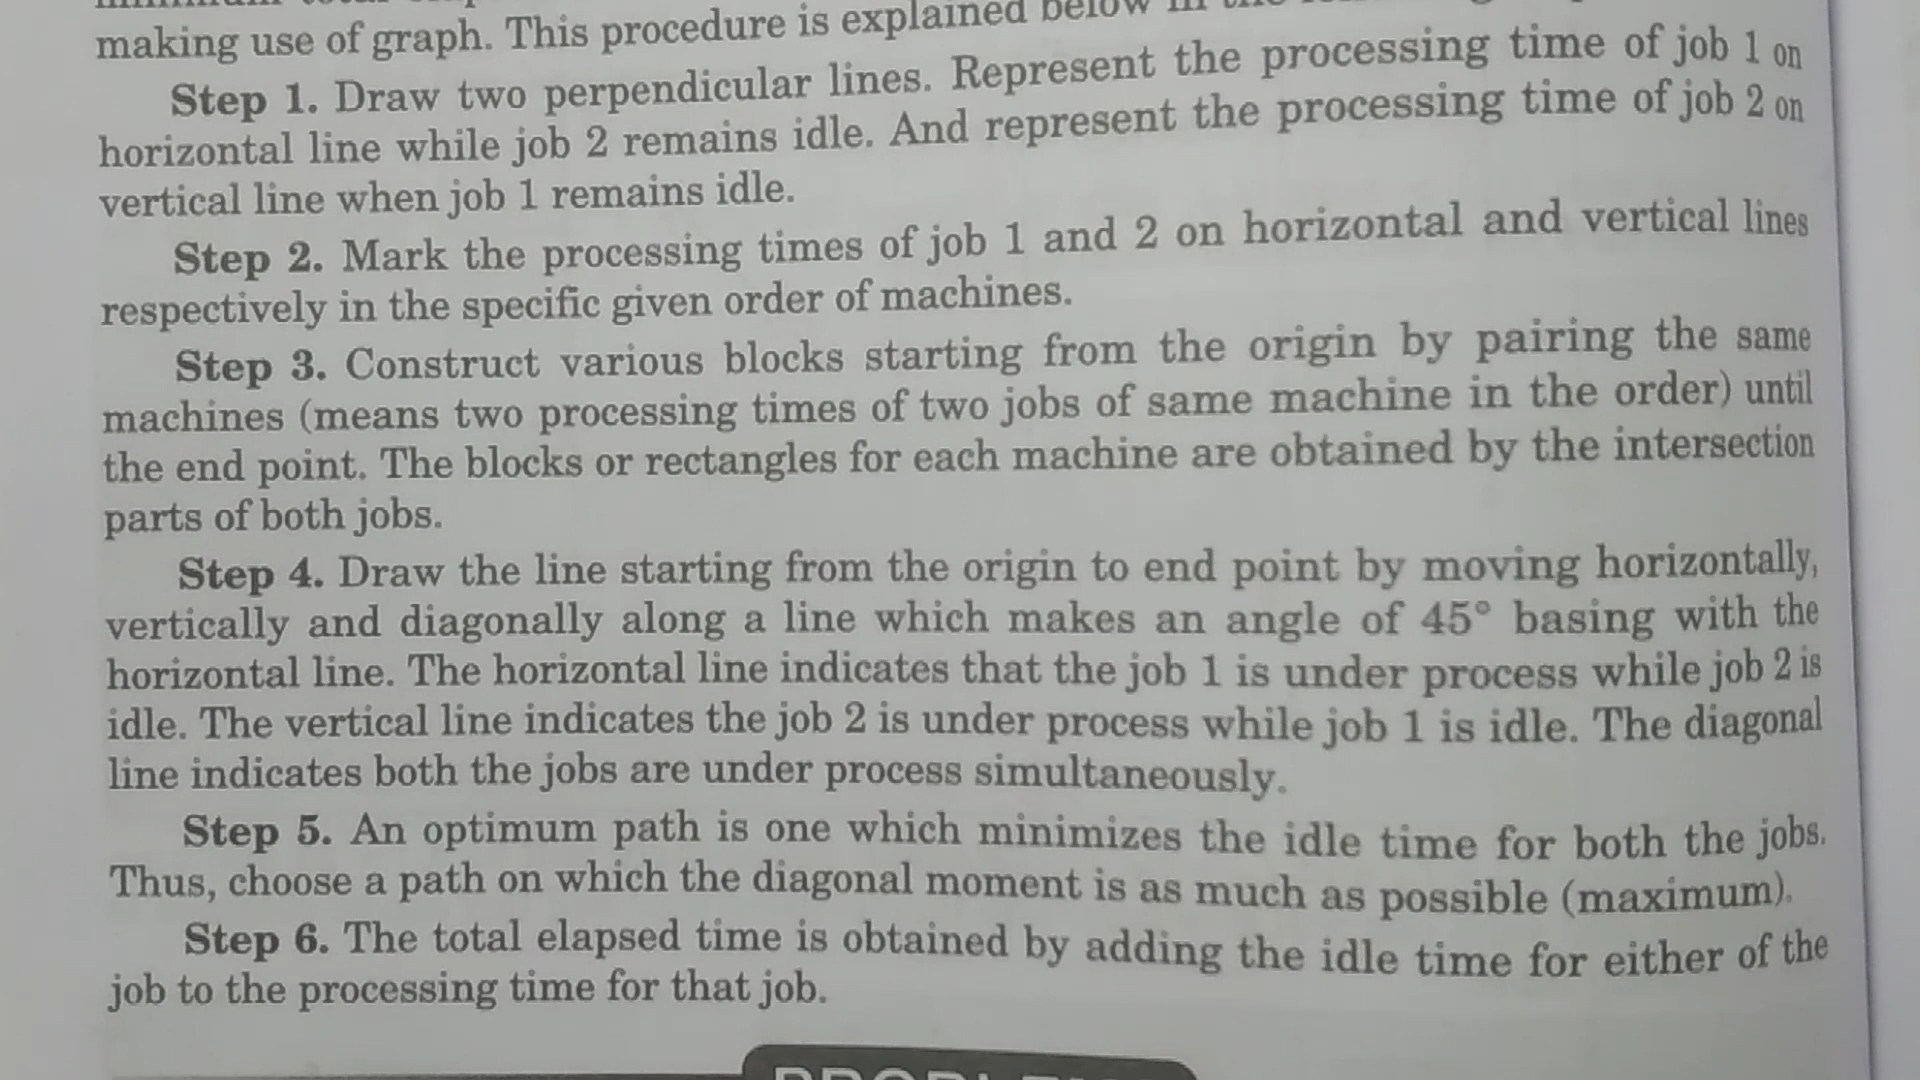 making use of graph. This procedure is explained below in the
Step 1. Draw two perpendicular lines. Represent the processing time of job 1 on
horizontal line while job 2 remains idle. And represent the processing time of job 2 on
vertical line when job 1 remains idle.
Step 2. Mark the processing times of job 1 and 2 on horizontal and vertical lines
respectively in the specific given order of machines.
Step 3. Construct various blocks starting from the origin by pairing the same
machines (means two processing times of two jobs of same machine in the order) until
the end point. The blocks or rectangles for each machine are obtained by the intersection
parts of both jobs.
Step 4. Draw the line starting from the origin to end point by moving horizontally,
vertically and diagonally along a line which makes an angle of 45° basing with the
horizontal line. The horizontal line indicates that the job 1 is under process while job 2 is
idle. The vertical line indicates the job 2 is under process while job 1 is idle. The diagonal
line indicates both the jobs are under process simultaneously.
Step 5. An optimum path is one which minimizes the idle time for both the jobs.
Thus, choose a path on which the diagonal moment is as much as possible (maximum).
Step 6. The total elapsed time is obtained by adding the idle time for either of the
job to the processing time for that job.